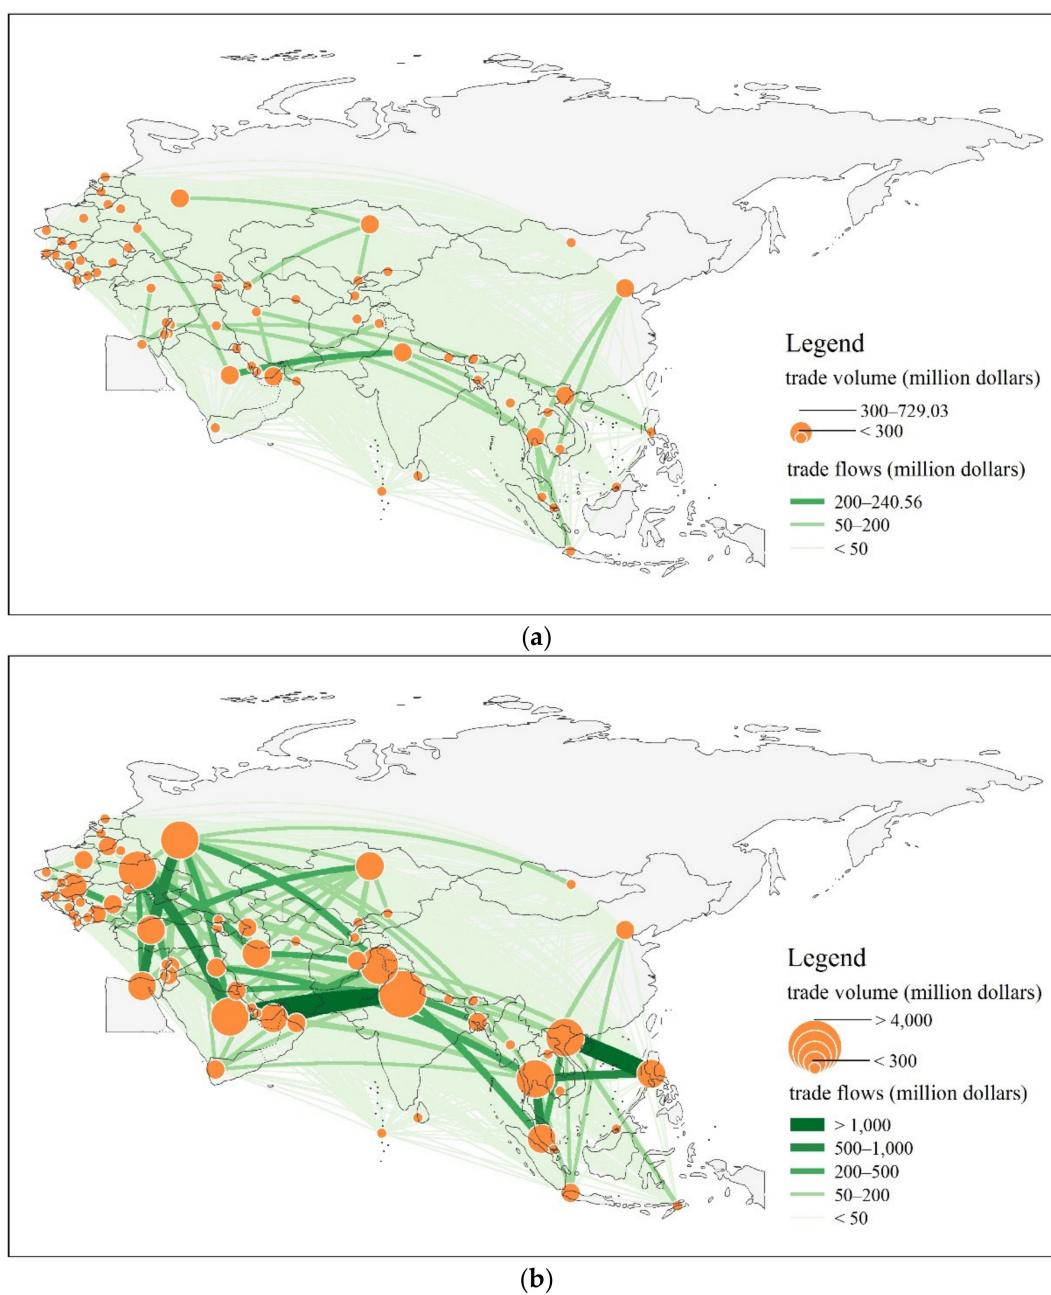 Legend
trade volume (million dollars)
300–729.03
< 300
trade flows (million dollars)
200–240.56
50–200
< 50
(a)
Legend
trade volume (million dollars)
> 4,000
< 300
trade flows (million dollars)
> 1,000
500–1,000
200–500
50–200
< 50
(b)